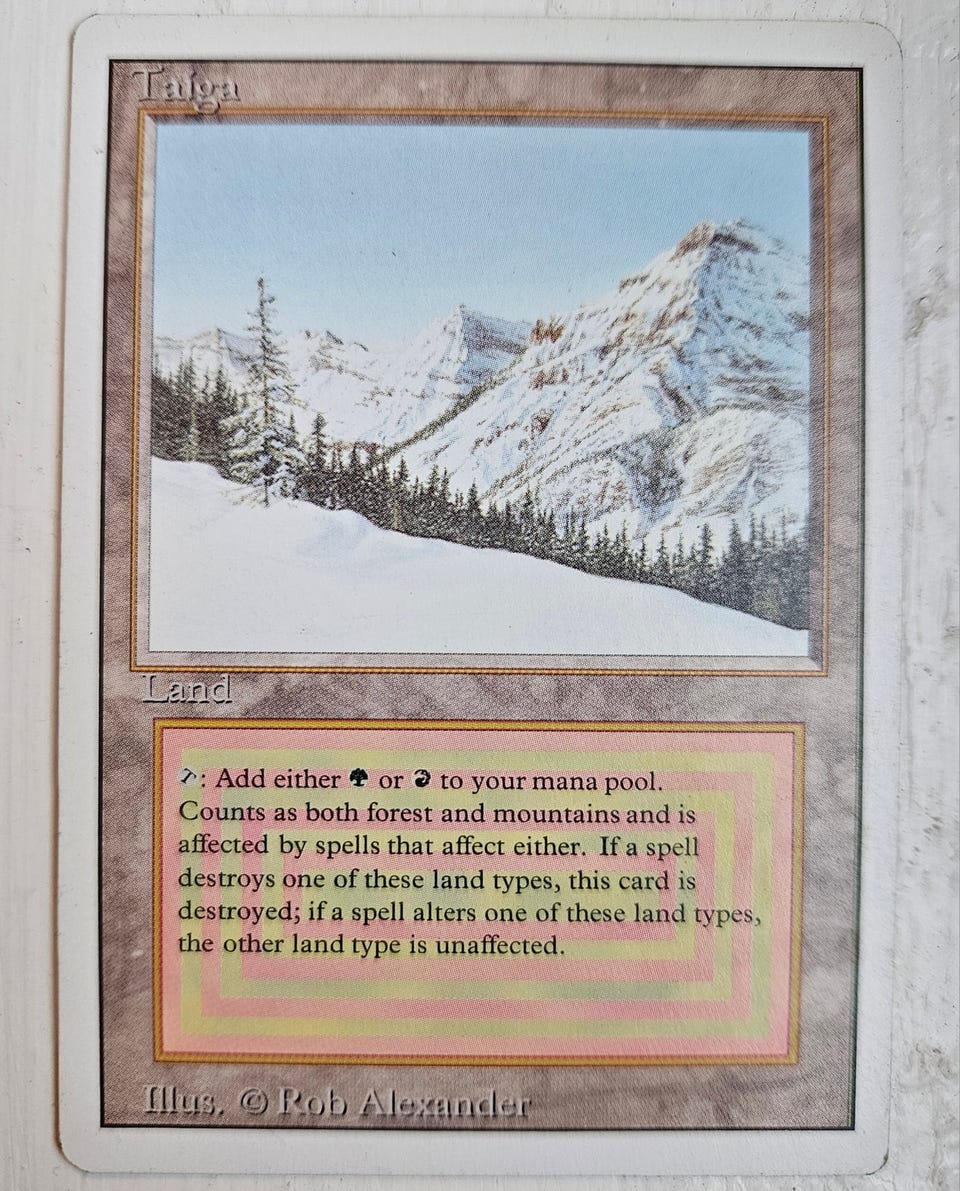 Taiga
Land
: Add either or to your mana pool.
Counts as both forest and mountains and is
affected by spells that affect either. If a spell
destroys one of these land types, this card is
destroyed; if a spell alters one of these land types,
the other land type is unaffected.
Illus. © Rob Alexander